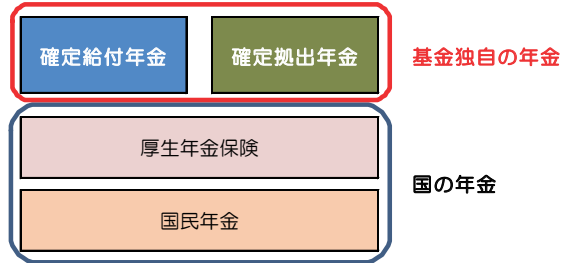 確定給付年金
確定拠出年金
基金独自の年金
厚生年金保険
国民年金
国の年金